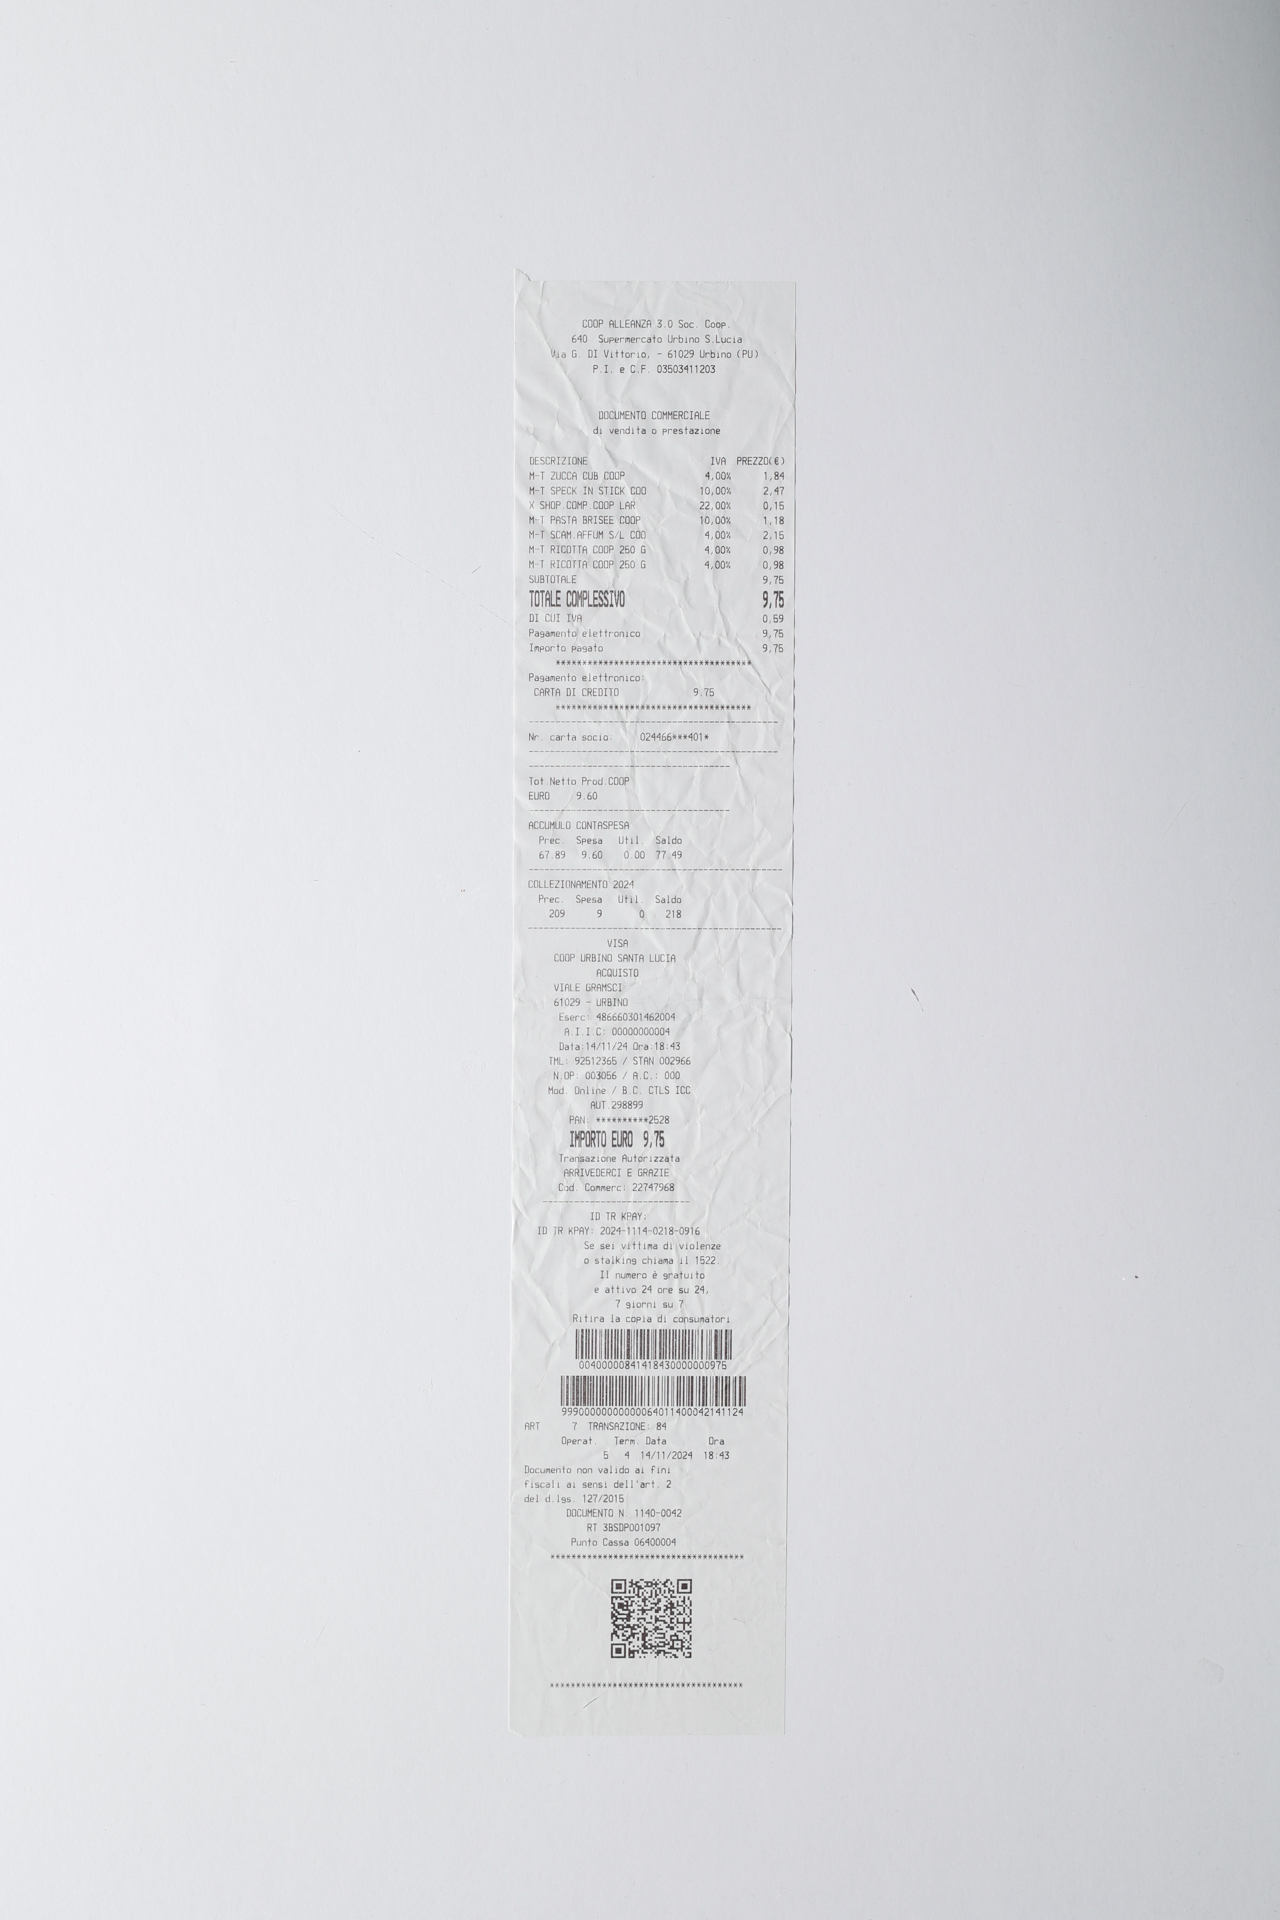 COOP ALLEANZA 3.0 Soc. Coop.
640 Supermercato Urbino S.Lucia
Via G. DI Vittorio, - 61029 Urbino (PU)
P.I. e C.F. 03503411203
DOCUMENTO COMMERCIALE
di vendita o prestazione
DESCRIZIONE IVA PREZZO(€)
M-T ZUCCA CUB COOP 4,00% 1,84
M-T SPECK IN STICK COO 10,00% 2,47
X SHOP.COMP.COOP LAR 22,00% 0,15
M-T PASTA BRISEE COOP 10,00% 1,18
M-T SCAM.AFFUM S/L COO 4,00% 2,15
M-T RICOTTA COOP 250 G 4,00% 0,98
M-T RICOTTA COOP 250 G 4,00% 0,98
SUBTOTALE 9,75
TOTALE COMPLESSIVO 9,75
DI CUI IVA 0,59
Pagamento elettronico 9,75
Importo pagato 9,75
*************************************
Pagamento elettronico:
CARTA DI CREDITO 9.75
*************************************
-----------------------------------------------
Nr. carta socio: 024466***401*
-----------------------------------------------
--------------------------------------
Tot.Netto Prod.COOP
EURO 9.60
--------------------------------------
ACCUMULO CONTASPESA
Prec. Spesa Util. Saldo
67.89 9.60 0.00 77.49
------------------------------------------------
COLLEZIONAMENTO 2024
Prec. Spesa Util. Saldo
209 9 0 218
------------------------------------------------
VISA
COOP URBINO SANTA LUCIA
ACQUISTO
VIALE GRAMSCI
61029 - URBINO
Eserc: 486660301462004
A.I.I.C: 00000000004
Data:14/11/24 Ora:18:43
TML: 92512365 / STAN 002966
N.OP: 003056 / A.C.: 000
Mod. Online / B.C. CTLS ICC
AUT 298899
PAN: **********2528
IMPORTO EURO 9,75
Transazione Autorizzata
ARRIVEDERCI E GRAZIE
Cod. Commerc: 22747968
----------------------------
ID TR KPAY:
ID TR KPAY: 2024-1114-0218-0916
Se sei vittima di violenze
o stalking chiama il 1522.
Il numero è gratuito
e attivo 24 ore su 24,
7 giorni su 7
Ritira la copia di consumatori
0040000084141843000000​0975
99900000000000064011400042141124
ART 7 TRANSAZIONE: 84
Operat. Term. Data Ora
5 4 14/11/2024 18:43
Documento non valido ai fini
fiscali ai sensi dell'art. 2
del d.lgs. 127/2015
DOCUMENTO N. 1140-0042
RT 3BSDP001097
Punto Cassa 06400004
*************************************
*************************************